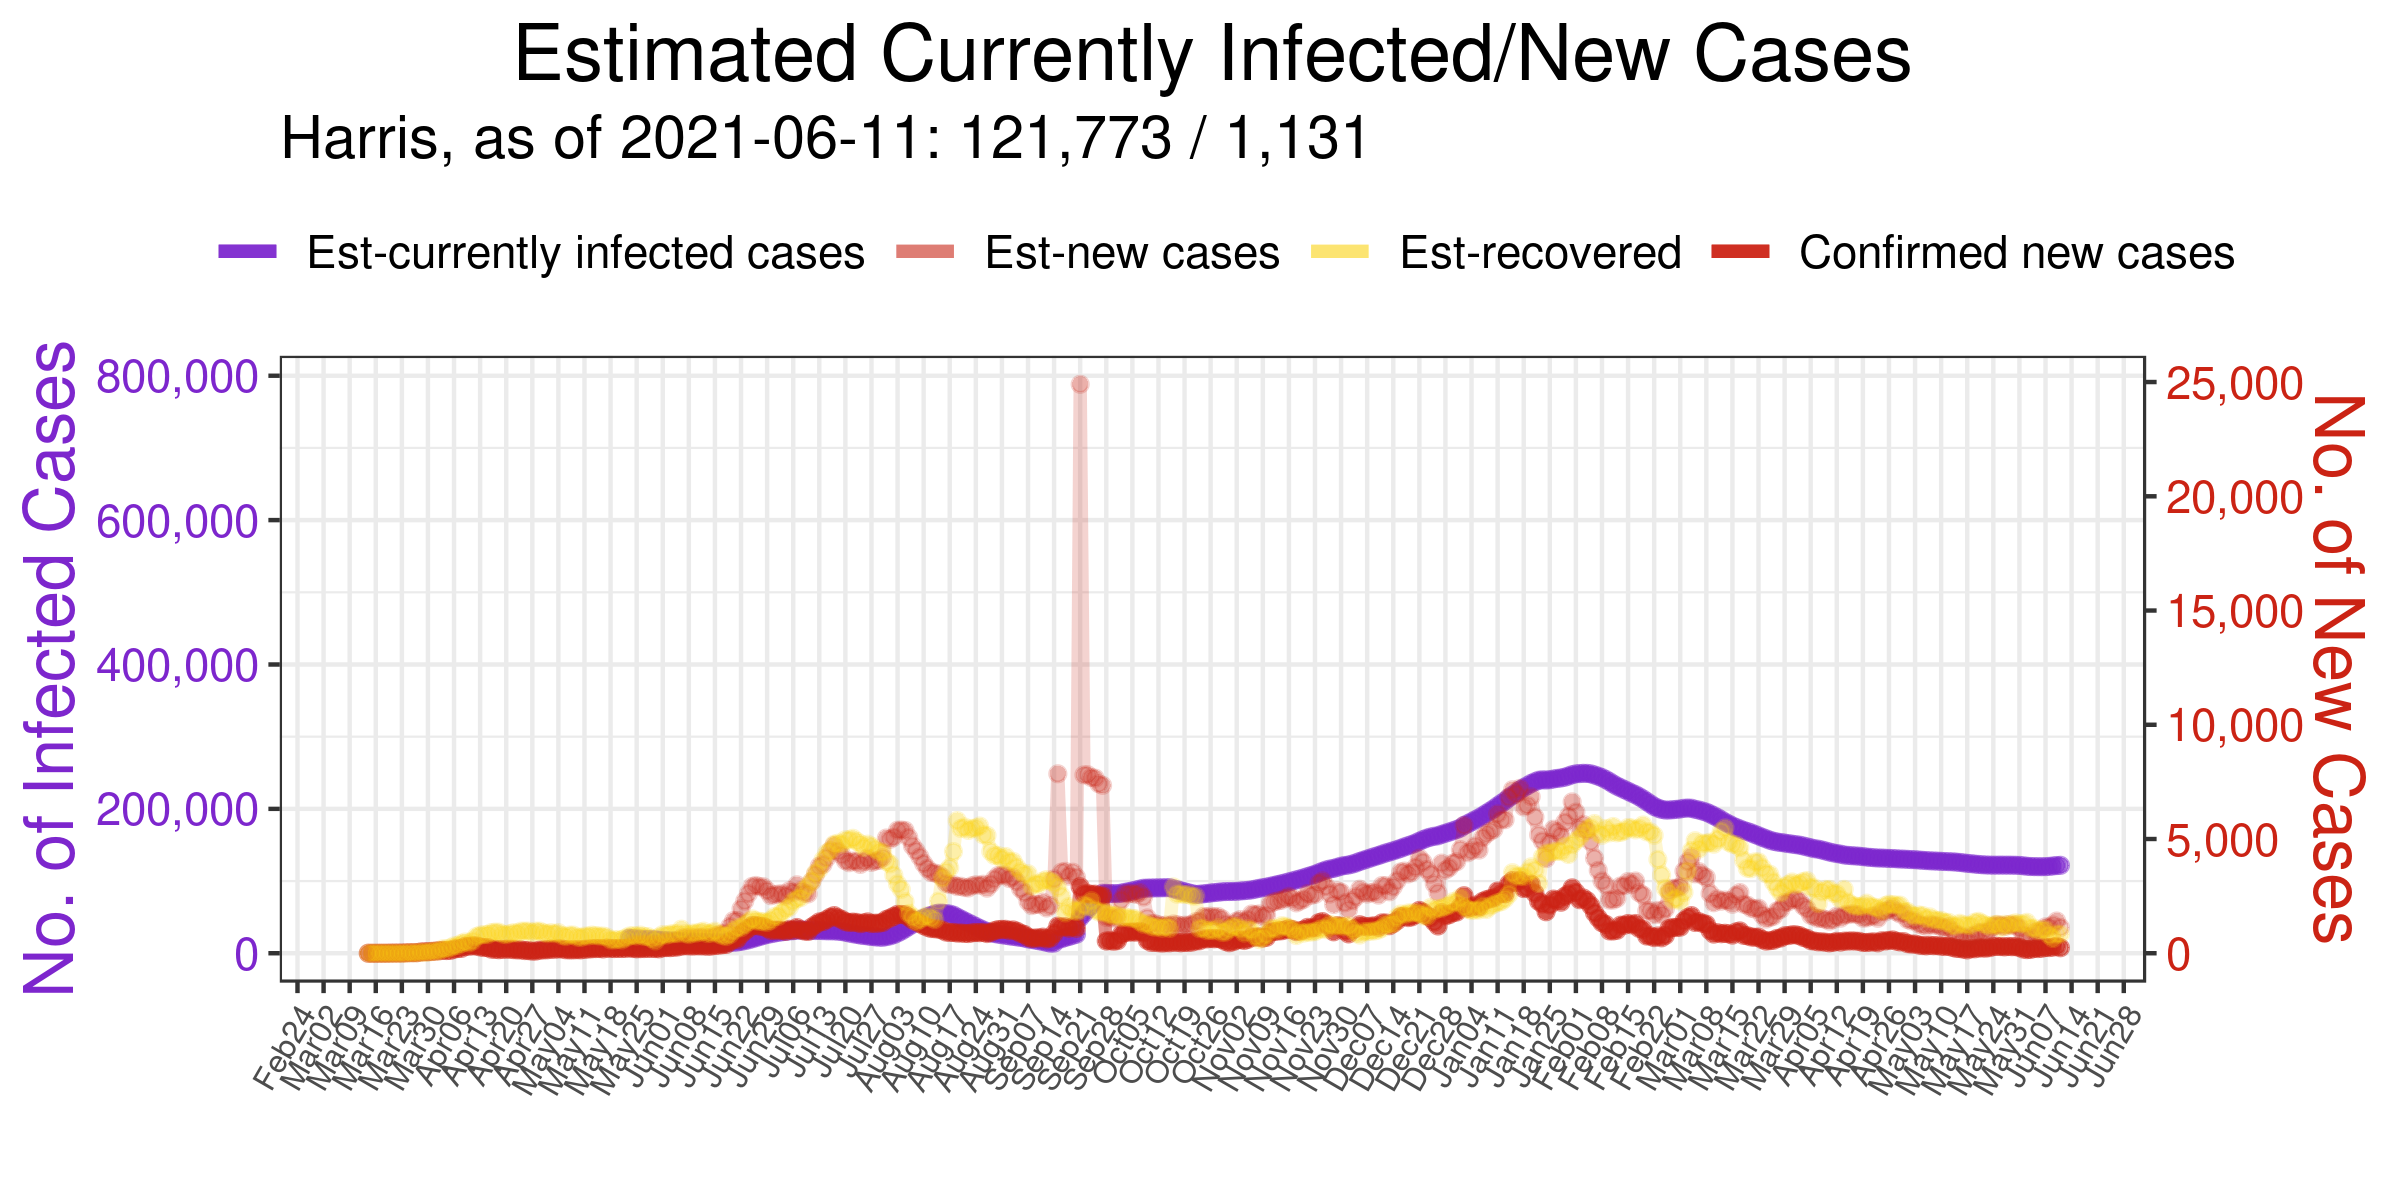 Estimated Currently Infected/New Cases
Harris, as of 2021-06-11: 121,773 / 1,131
Est-currently infected cases Est-new cases Est-recovered Confirmed new cases
No. of Infected Cases
800,000
600,000
400,000
200,000
0
25,000
20,000
15,000
10,000
5,000
0
No. of New Cases
Feb24
Mar02
Mar09
Mar16
Mar23
Mar30
Apr06
Apr13
Apr20
Apr27
May04
May11
May18
May25
Jun01
Jun08
Jun15
Jun22
Jun29
Jul06
Jul13
Jul20
Jul27
Aug03
Aug10
Aug17
Aug24
Aug31
Sep07
Sep14
Sep21
Sep28
Oct05
Oct12
Oct19
Oct26
Nov02
Nov09
Nov16
Nov23
Nov30
Dec07
Dec14
Dec21
Dec28
Jan04
Jan11
Jan18
Jan25
Feb01
Feb08
Feb15
Feb22
Mar01
Mar08
Mar15
Mar22
Mar29
Apr05
Apr12
Apr19
Apr26
May03
May10
May17
May24
May31
Jun07
Jun14
Jun21
Jun28